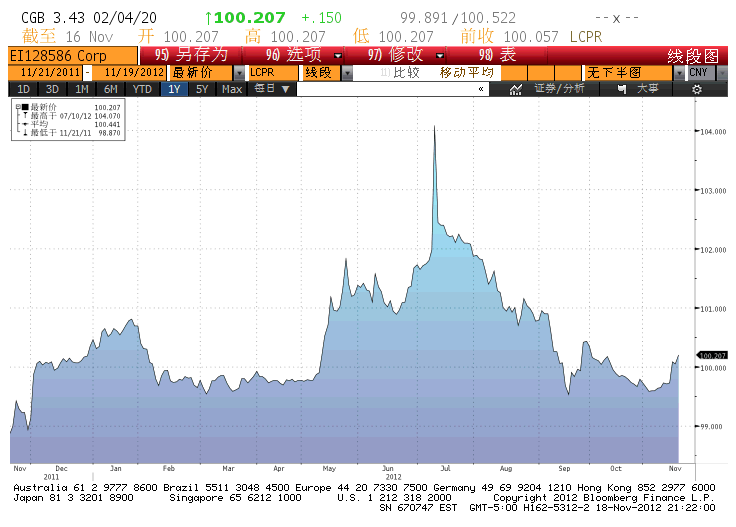 CGB 3.43 02/04/20 ↑100.207 +.150 99.891/100.522 --x--
截至 16 Nov 开 100.207 高 100.207 低 100.207 前收 100.057 LCPR
EI128586 Corp 95) 另存为 96) 选项 97) 修改 98) 表 线段图
11/21/2011 - 11/19/2012 最新价 LCPR 线段 比较 移动平均 无下半图 CNY
1D 3D 1M 6M YTD 1Y 5Y Max 每日 ▼ « 证券/分析 大事
最新价 100.207
最高于 07/10/12 104.070
平均 100.441
最低于 11/21/11 98.870
104.000
103.000
102.000
101.000
100.207
100.000
99.000
Nov Dec Jan Feb Mar Apr May Jun Jul Aug Sep Oct Nov
2011 2012
Australia 61 2 9777 8600 Brazil 5511 3048 4500 Europe 44 20 7330 7500 Germany 49 69 9204 1210 Hong Kong 852 2977 6000
Japan 81 3 3201 8900 Singapore 65 6212 1000 U.S. 1 212 318 2000 Copyright 2012 Bloomberg Finance L.P.
SN 670747 EST GMT-5:00 H162-5312-2 18-Nov-2012 21:22:00